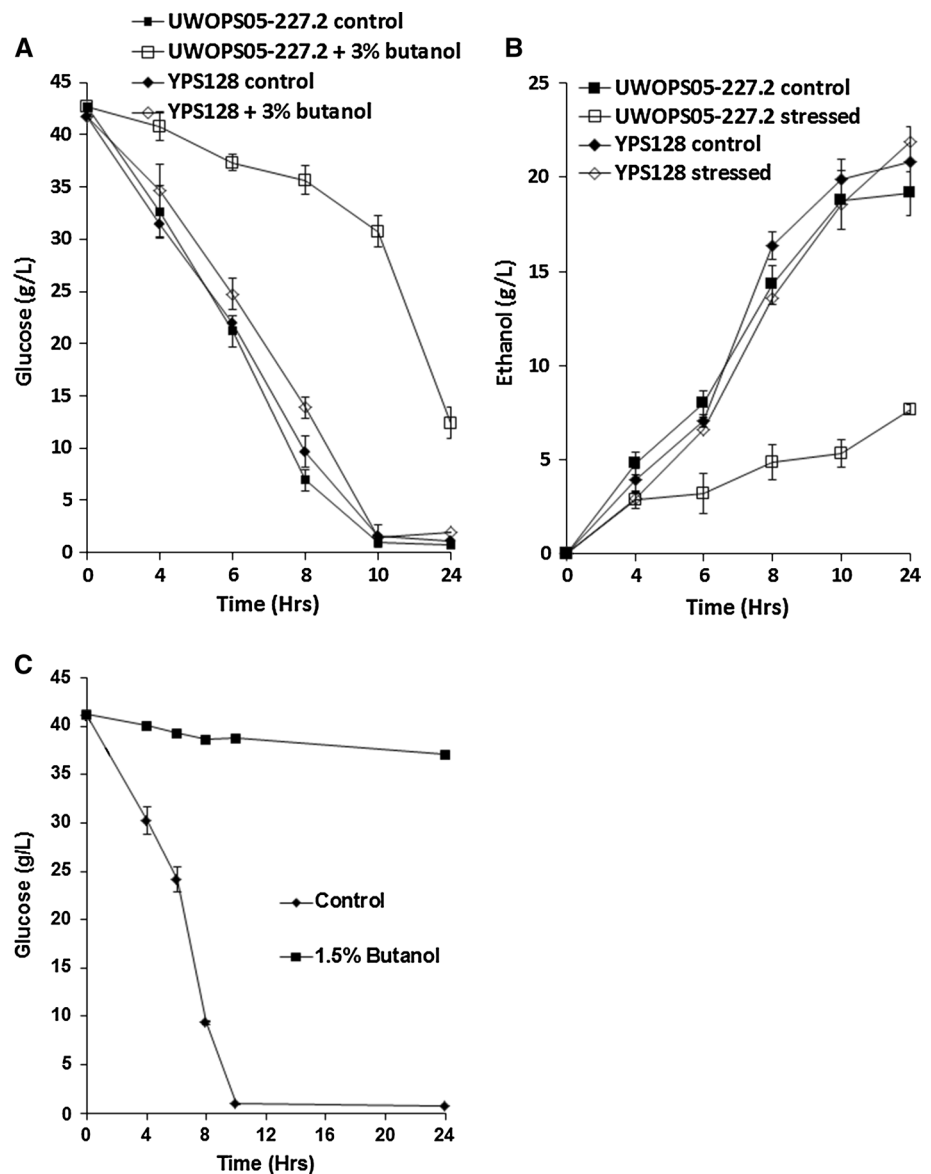 A
UWOPS05-227.2 control
UWOPS05-227.2 + 3% butanol
YPS128 control
YPS128 + 3% butanol
45
40
35
30
25
20
15
10
5
0
Glucose (g/L)
0 4 6 8 10 24
Time (Hrs)
B
UWOPS05-227.2 control
UWOPS05-227.2 stressed
YPS128 control
YPS128 stressed
25
20
15
10
5
0
Ethanol (g/L)
0 4 6 8 10 24
Time (Hrs)
C
45
40
35
30
25
20
15
10
5
0
Glucose (g/L)
Control
1.5% Butanol
0 4 8 12 16 20 24
Time (Hrs)